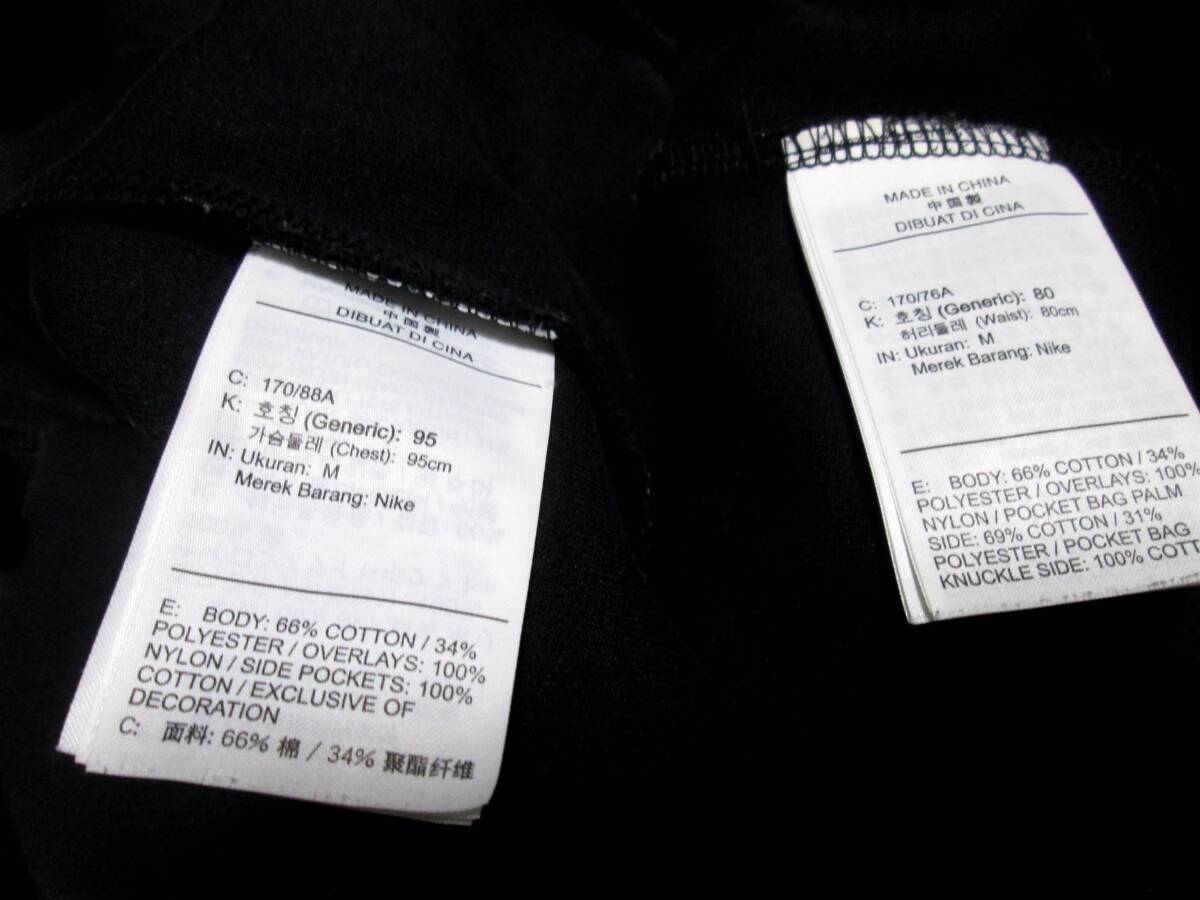 MADE IN CHINA
中国製
DIBUAT DI CINA
C: 170/88A
K: 호칭 (Generic): 95
가슴둘레 (Chest): 95cm
IN: Ukuran: M
Merek Barang: Nike
E: BODY: 66% COTTON / 34%
POLYESTER / OVERLAYS: 100%
NYLON / SIDE POCKETS: 100%
COTTON / EXCLUSIVE OF
DECORATION
C: 面料: 66% 棉 / 34% 聚酯纤维
MADE IN CHINA
中国製
DIBUAT DI CINA
C: 170/76A
K: 호칭 (Generic): 80
허리둘레 (Waist): 80cm
IN: Ukuran: M
Merek Barang: Nike
E: BODY: 66% COTTON / 34%
POLYESTER / OVERLAYS: 100%
NYLON / POCKET BAG PALM
SIDE: 69% COTTON / 31%
POLYESTER / POCKET BAG
KNUCKLE SIDE: 100% COTT